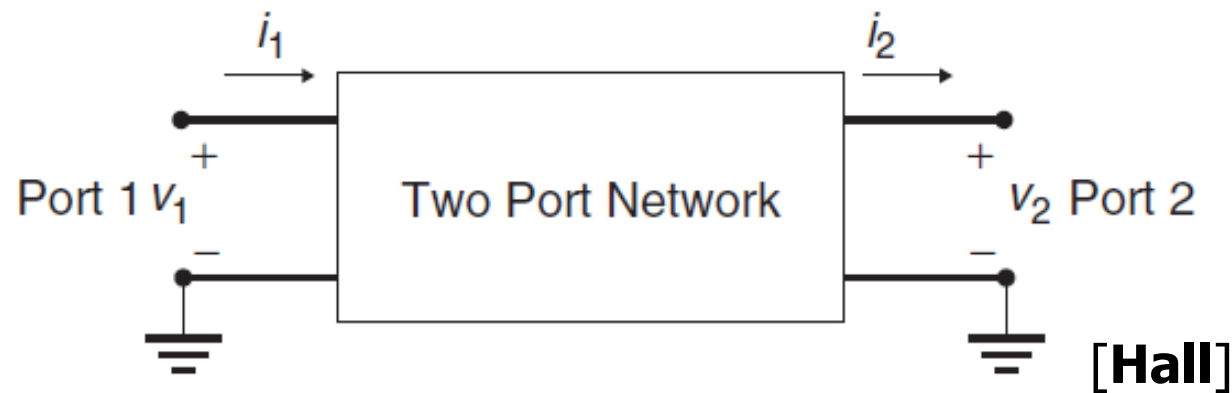 i₁ i₂
+ +
Port 1 v₁ Two Port Network v₂ Port 2
− −
[Hall]